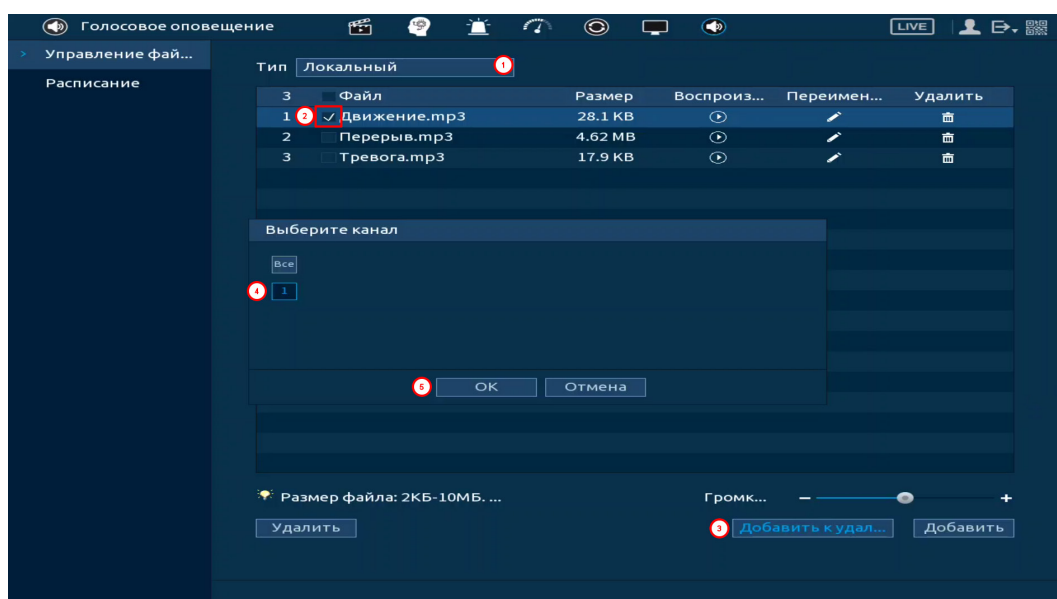 Голосовое оповещение LIVE
Управление фай...
Расписание
Тип Локальный 1
3 Файл Размер Воспроиз... Переимен... Удалить
1 2 Движение.mp3 28.1 KB
2 Перерыв.mp3 4.62 MB
3 Тревога.mp3 17.9 KB
Выберите канал
Все
4 1
5 OK Отмена
Размер файла: 2КБ-10МБ. ... Громк...
Удалить 3 Добавить к удал... Добавить